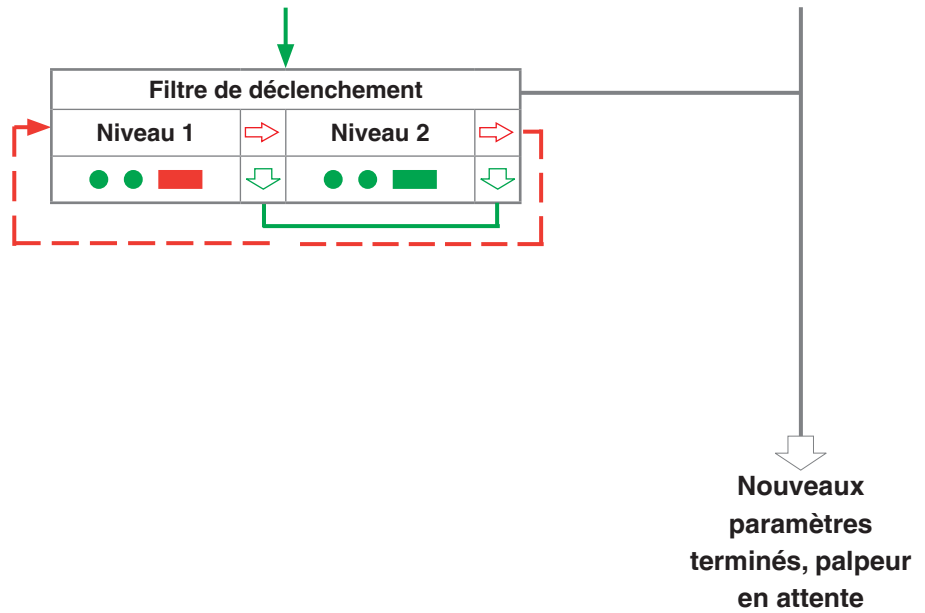 Filtre de déclenchement
Niveau 1
Niveau 2
Nouveaux
paramètres
terminés, palpeur
en attente